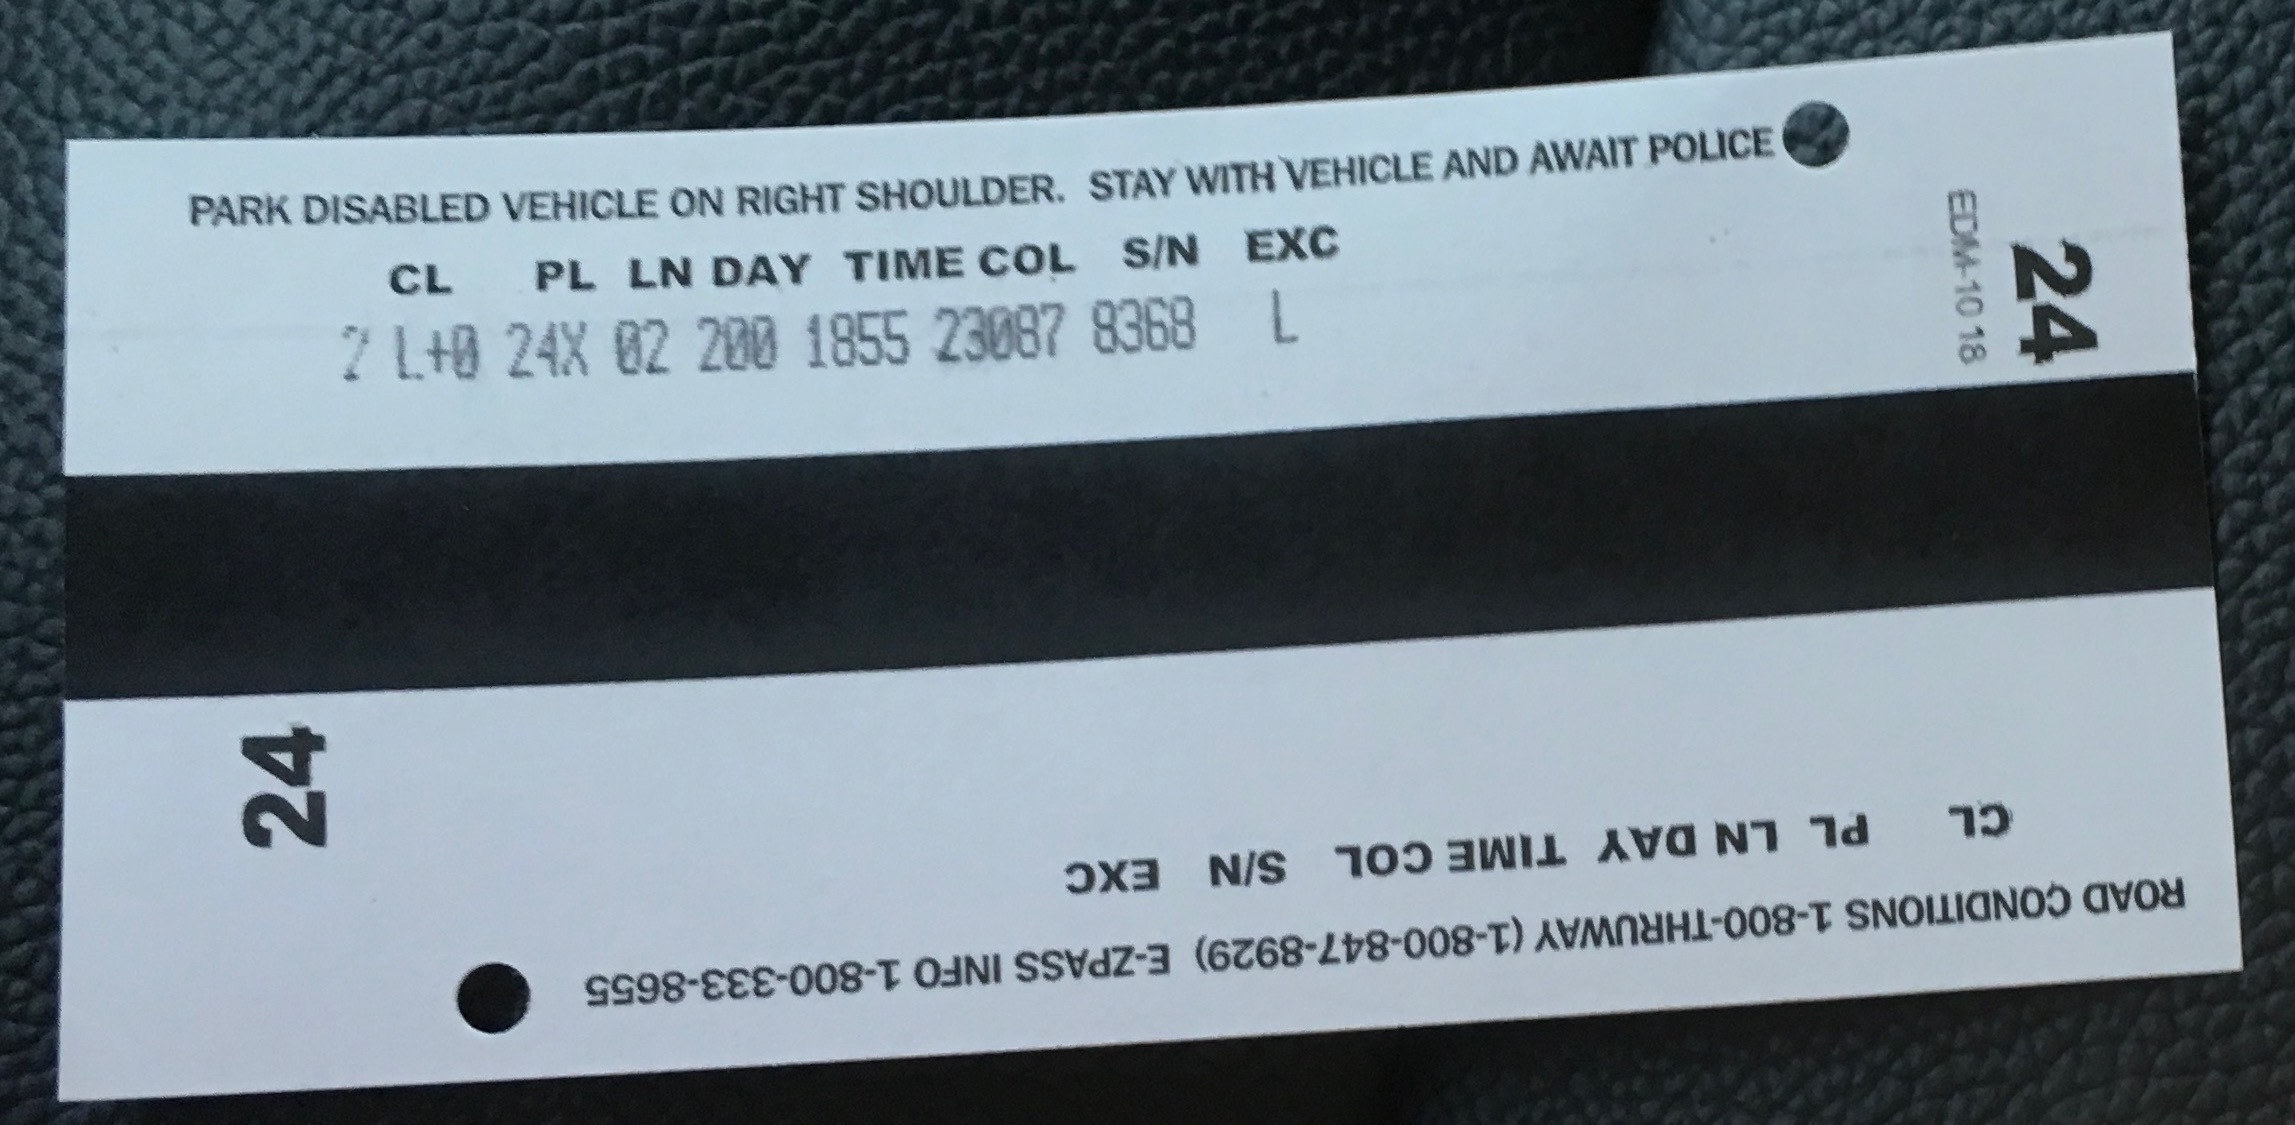 PARK DISABLED VEHICLE ON RIGHT SHOULDER. STAY WITH VEHICLE AND AWAIT POLICE
CL PL LN DAY TIME COL S/N EXC
2 L+0 24X 02 200 1855 23087 8368 L
EDM-10 18
24
24
ROAD CONDITIONS 1-800-THRUWAY (1-800-847-8929) E-ZPASS INFO 1-800-333-8655
CL PL LN DAY TIME COL S/N EXC